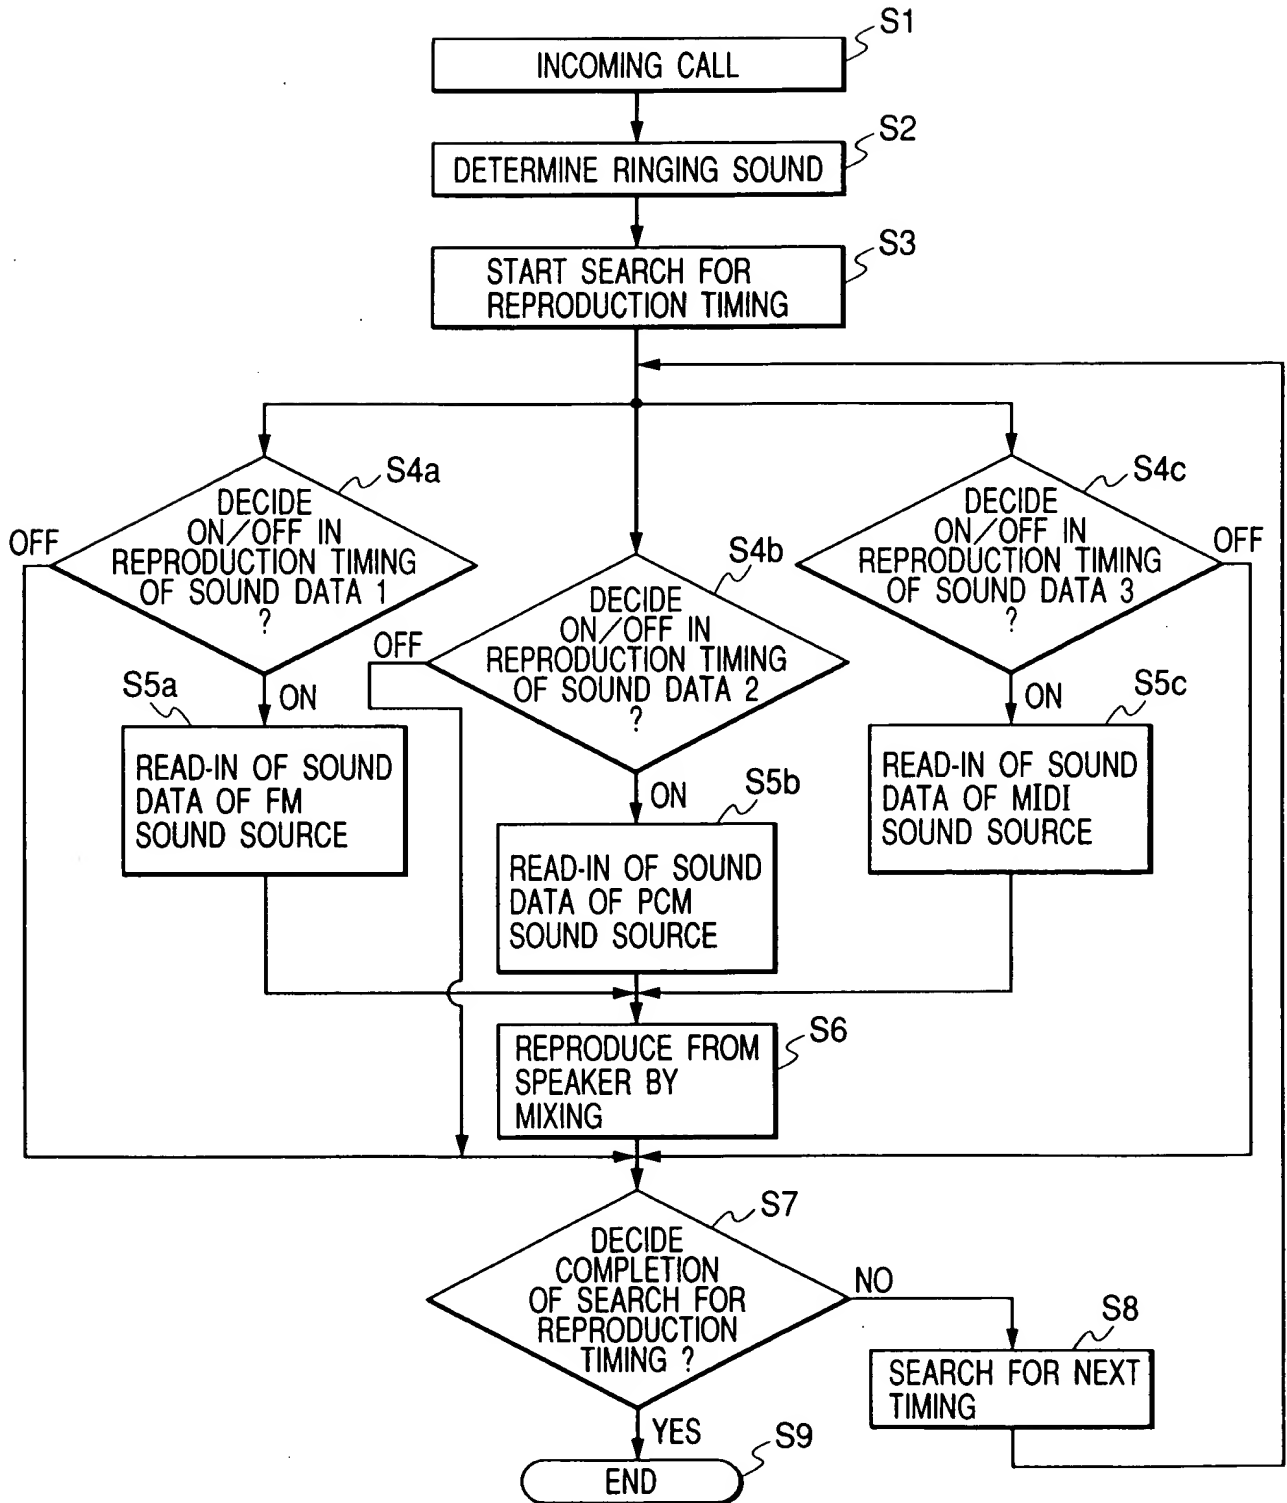 S1
INCOMING CALL
S2
DETERMINE RINGING SOUND
S3
START SEARCH FOR
REPRODUCTION TIMING
S4a
DECIDE
ON/OFF IN
REPRODUCTION TIMING
OF SOUND DATA 1
?
OFF
ON
S4b
DECIDE
ON/OFF IN
REPRODUCTION TIMING
OF SOUND DATA 2
?
OFF
ON
S4c
DECIDE
ON/OFF IN
REPRODUCTION TIMING
OF SOUND DATA 3
?
OFF
ON
S5a
READ-IN OF SOUND
DATA OF FM
SOUND SOURCE
S5b
READ-IN OF SOUND
DATA OF PCM
SOUND SOURCE
S5c
READ-IN OF SOUND
DATA OF MIDI
SOUND SOURCE
S6
REPRODUCE FROM
SPEAKER BY
MIXING
S7
DECIDE
COMPLETION
OF SEARCH FOR
REPRODUCTION
TIMING ?
NO
YES
S8
SEARCH FOR NEXT
TIMING
S9
END